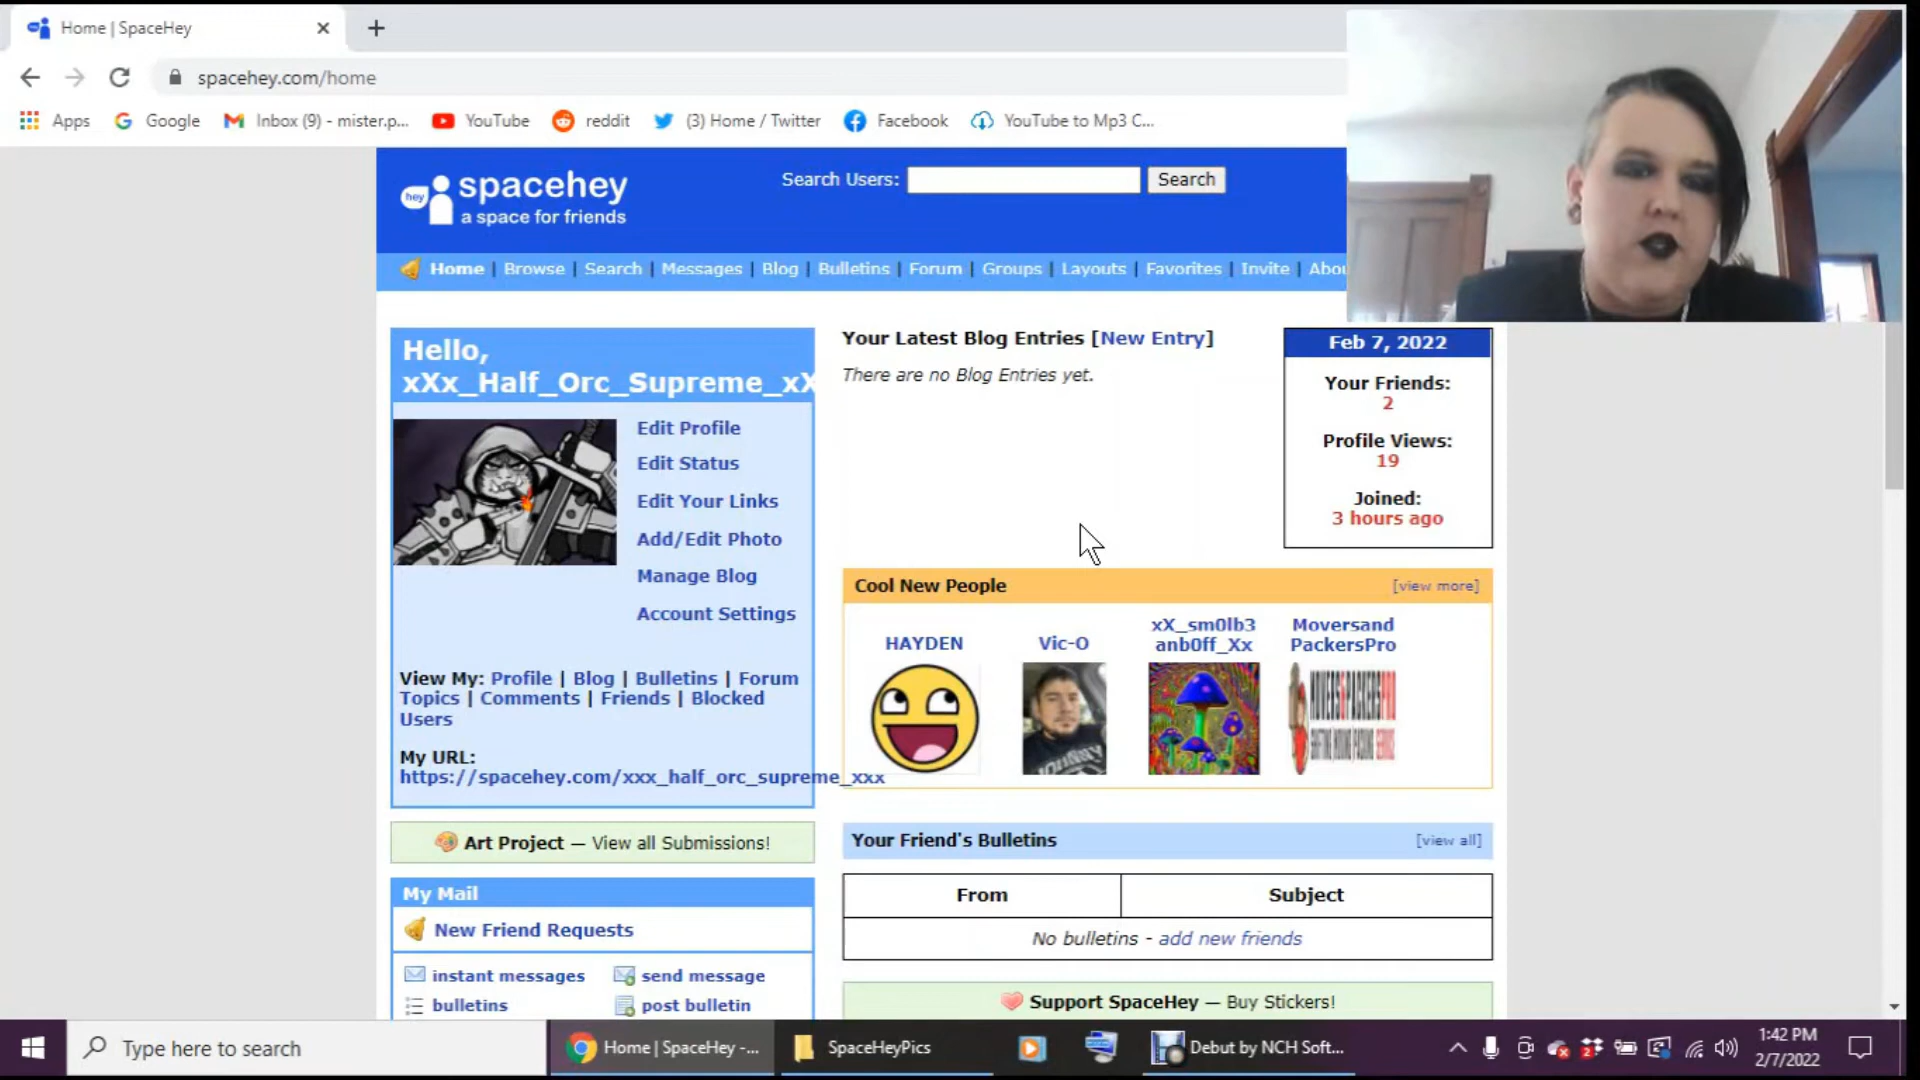 Home | SpaceHey
spacehey.com/home
Apps Google Inbox (9) - mister.p... YouTube reddit (3) Home / Twitter Facebook YouTube to Mp3 C...
hey
spacehey
a space for friends
Search Users: Search
Home | Browse | Search | Messages | Blog | Bulletins | Forum | Groups | Layouts | Favorites | Invite | Abou
Hello,
xXx_Half_Orc_Supreme_xX
Edit Profile
Edit Status
Edit Your Links
Add/Edit Photo
Manage Blog
Account Settings
View My: Profile | Blog | Bulletins | Forum
Topics | Comments | Friends | Blocked
Users
My URL:
https://spacehey.com/xxx_half_orc_supreme_xxx
Art Project — View all Submissions!
My Mail
New Friend Requests
instant messages send message
bulletins post bulletin
Your Latest Blog Entries [New Entry]
There are no Blog Entries yet.
Feb 7, 2022
Your Friends:
2
Profile Views:
19
Joined:
3 hours ago
Cool New People [view more]
HAYDEN
Vic-O
xX_sm0lb3
anb0ff_Xx
Moversand
PackersPro
MOVERS PACKERSPRO
Your Friend's Bulletins [view all]
From Subject
No bulletins - add new friends
Support SpaceHey — Buy Stickers!
Type here to search
Home | SpaceHey -...
SpaceHeyPics
Debut by NCH Soft...
2
1:42 PM
2/7/2022